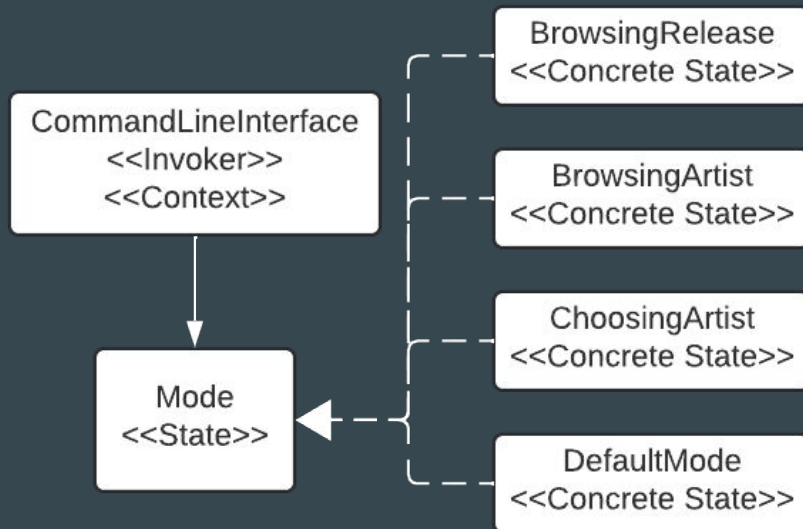 CommandLineInterface
<<Invoker>>
<<Context>>
Mode
<<State>>
BrowsingRelease
<<Concrete State>>
BrowsingArtist
<<Concrete State>>
ChoosingArtist
<<Concrete State>>
DefaultMode
<<Concrete State>>